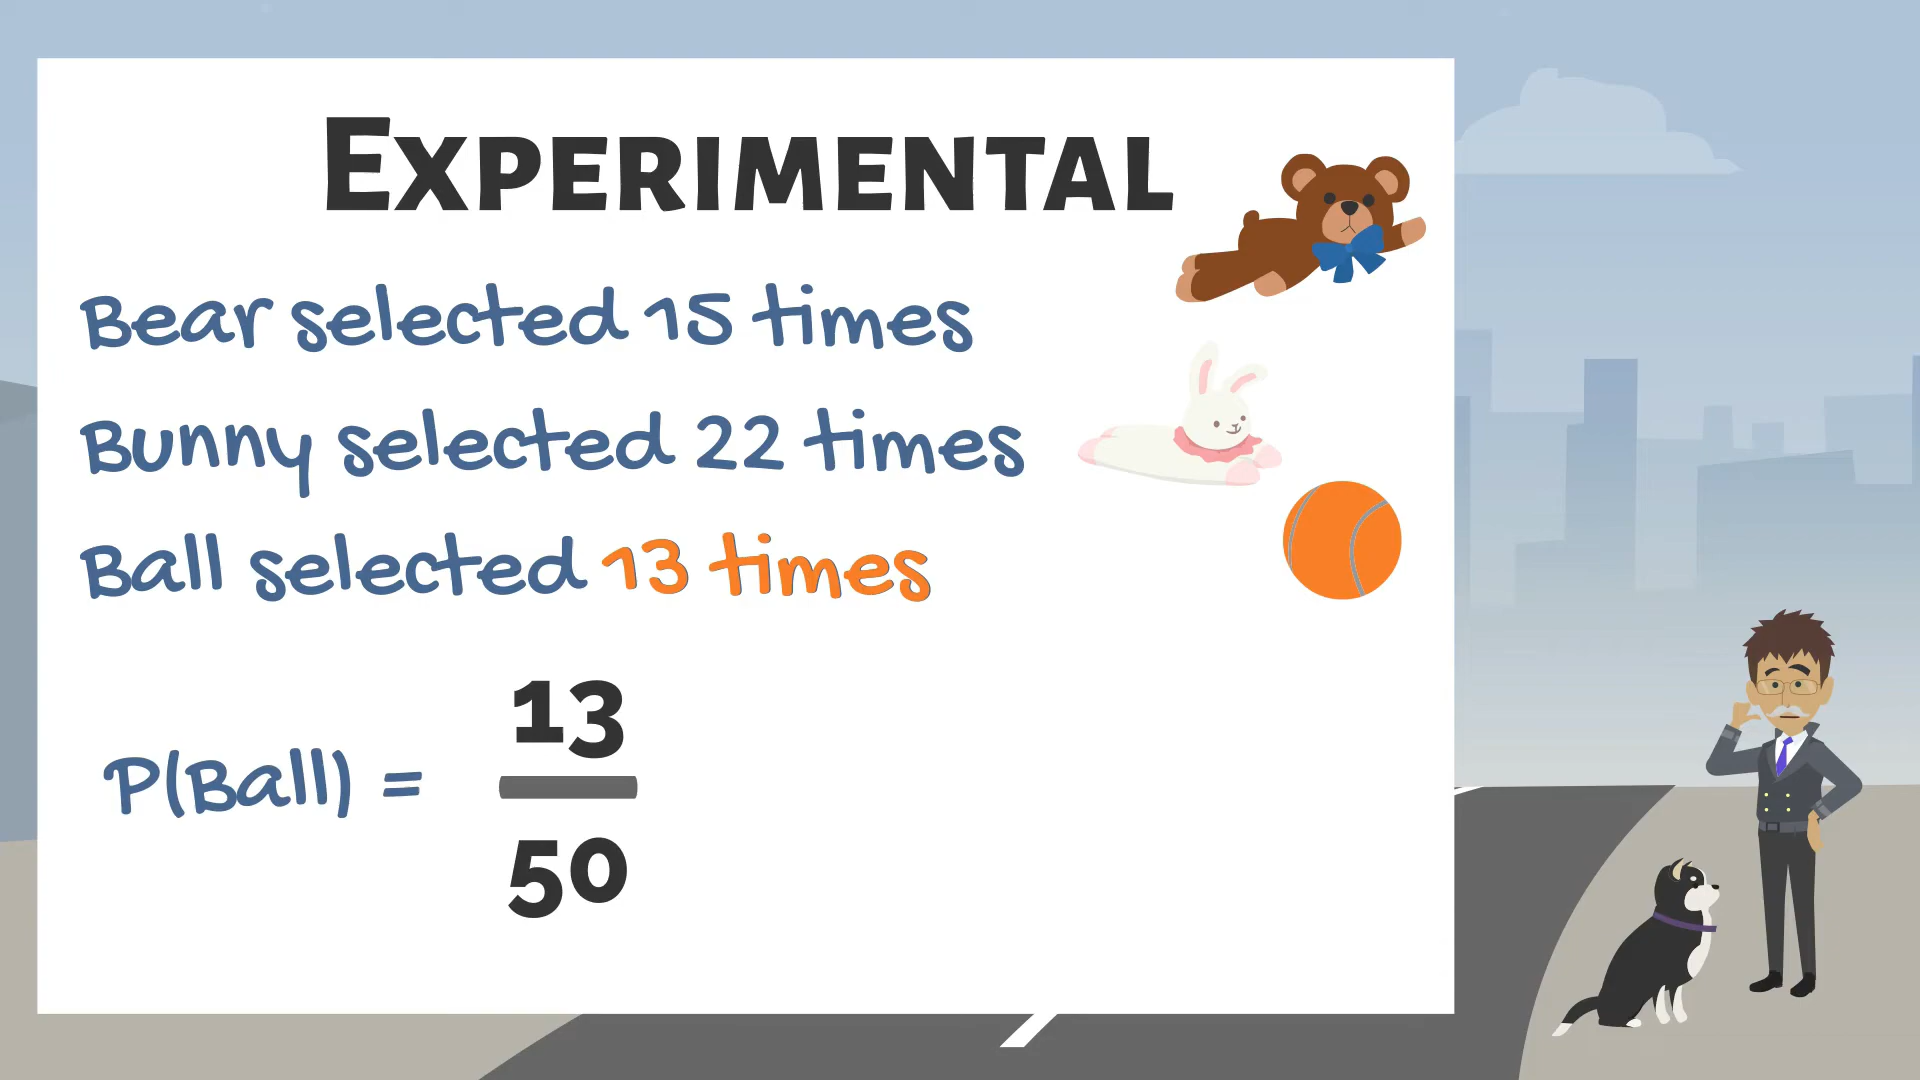 EXPERIMENTAL
Bear selected 15 times
Bunny selected 22 times
Ball selected 13 times
P(Ball) = 13/50